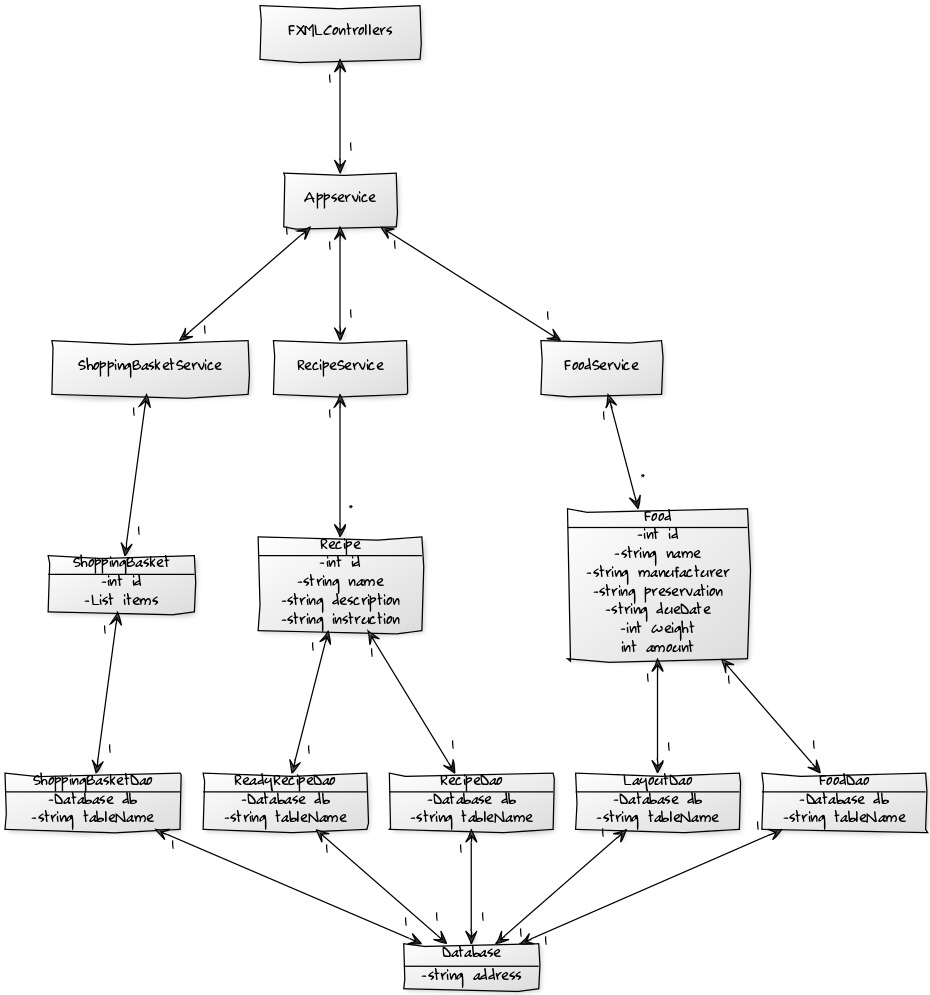 FXMLControllers
1
1
Appservice
1
1
1
1
1
1
ShoppingBasketService
RecipeService
FoodService
1
1
1
*
1
*
ShoppingBasket
-int id
-List items
Recipe
-int id
-string name
-string description
-string instruction
Food
-int id
-string name
-string manufacturer
-string preservation
-string dueDate
-int weight
int amount
1
1
1
1
1
1
1
1
1
1
ShoppingBasketDao
-Database db
-string tableName
ReadyRecipeDao
-Database db
-string tableName
RecipeDao
-Database db
-string tableName
LayoutDao
-Database db
-string tableName
FoodDao
-Database db
-string tableName
1
1
1
1
1
1
1
1
1
1
Database
-string address